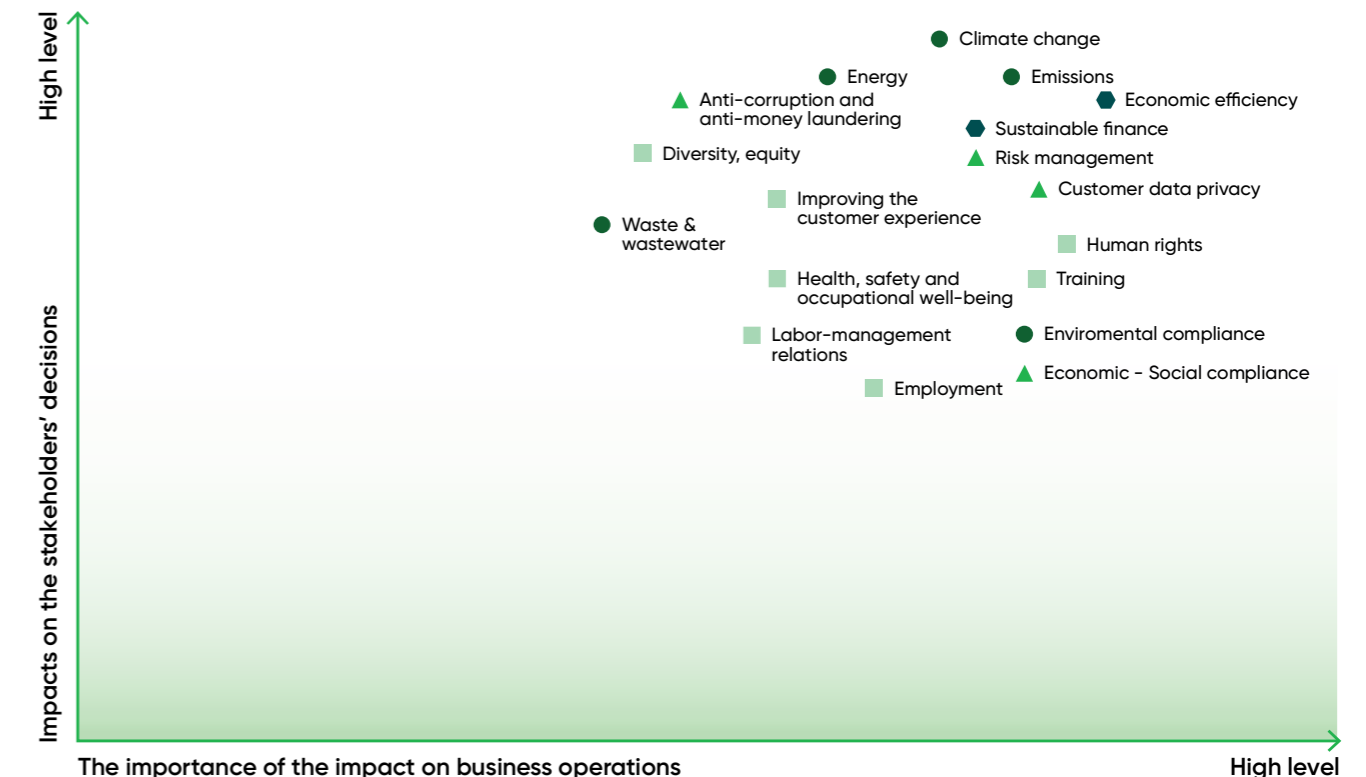 High level
Impacts on the stakeholders' decisions
Climate change
Energy
Emissions
Anti-corruption and
anti-money laundering
Economic efficiency
Sustainable finance
Diversity, equity
Risk management
Customer data privacy
Improving the
customer experience
Waste &
wastewater
Human rights
Health, safety and
occupational well-being
Training
Labor-management
relations
Enviromental compliance
Economic - Social compliance
Employment
The importance of the impact on business operations
High level